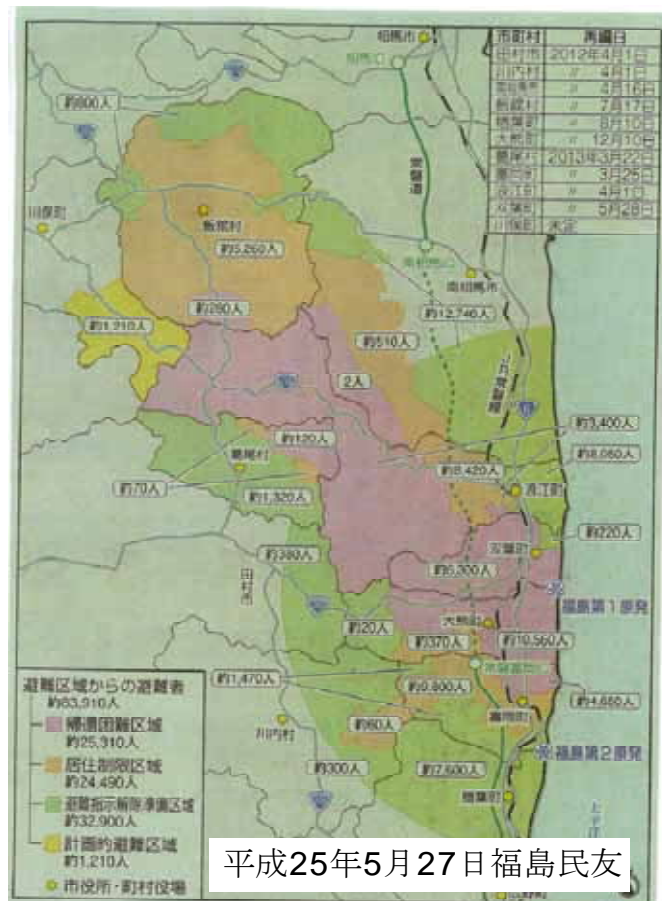 市町村 再編日
田村市 2012年4月1日
川内村 〃 4月1日
南相馬市 〃 4月16日
飯舘村 〃 7月17日
楢葉町 〃 8月10日
大熊町 〃 12月10日
葛尾村 2013年3月22日
富岡町 〃 3月25日
浪江町 〃 4月1日
双葉町 〃 5月28日
川俣町 未定
相馬市
約800人
常磐道
川俣町
飯舘村
約5,260人
南相馬市
約280人
約12,740人
約1,210人
約510人
JR常磐線
2人
約3,400人
約120人
約8,060人
葛尾村
約8,420人
約70人
浪江町
約1,320人
約220人
約380人
双葉町
田村市
約5,300人
福島第1原発
約20人
大熊町
約370人
約10,560人
約1,470人
約9,800人
約4,650人
富岡町
約60人
川内村
福島第2原発
約300人
約7,600人
楢葉町
避難区域からの避難者
約83,910人
帰還困難区域
約25,310人
居住制限区域
約24,490人
避難指示解除準備区域
約32,900人
計画的避難区域
約1,210人
市役所・町村役場
平成25年5月27日福島民友